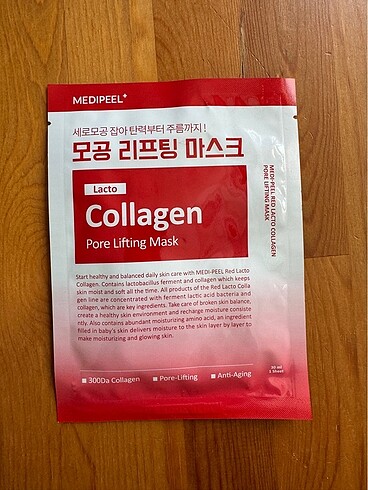 MEDIPEEL+
세로모공 잡아 탄력부터 주름까지!
모공 리프팅 마스크
Lacto
Collagen
Pore Lifting Mask
MEDI-PEEL RED LACTO COLLAGEN
PORE LIFTING MASK
Start healthy and balanced daily skin care with MEDI-PEEL Red Lacto
Collagen. Contains lactobacillus ferment and collagen which keeps
skin moist and soft all the time. All products of the Red Lacto Colla
gen line are concentrated with ferment lactic acid bacteria and
collagen, which are key ingredients. Take care of broken skin balance,
create a healthy skin environment and recharge moisture consiste
ntly. Also contains abundant moisturizing amino acid, an ingredient
filled in baby's skin delivers moisture to the skin layer by layer to
make moisturizing and glowing skin.
300Da Collagen Pore-Lifting Anti-Aging
30 ml
1 Sheet